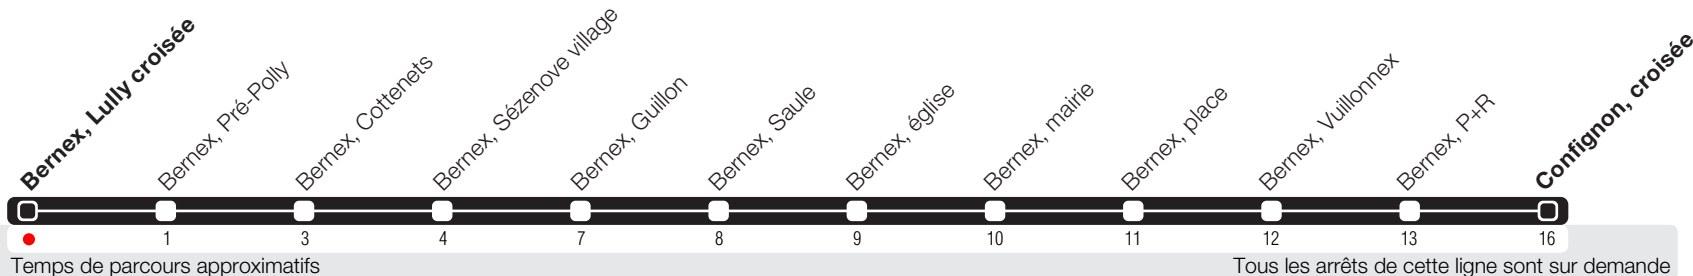 Bernex, Lully croisée
Bernex, Pré-Polly
Bernex, Cottenets
Bernex, Sézenove village
Bernex, Guillon
Bernex, Saule
Bernex, église
Bernex, mairie
Bernex, place
Bernex, Vuillonnex
Bernex, P+R
Confignon, croisée
1 3 4 7 8 9 10 11 12 13 16
Temps de parcours approximatifs
Tous les arrêts de cette ligne sont sur demande